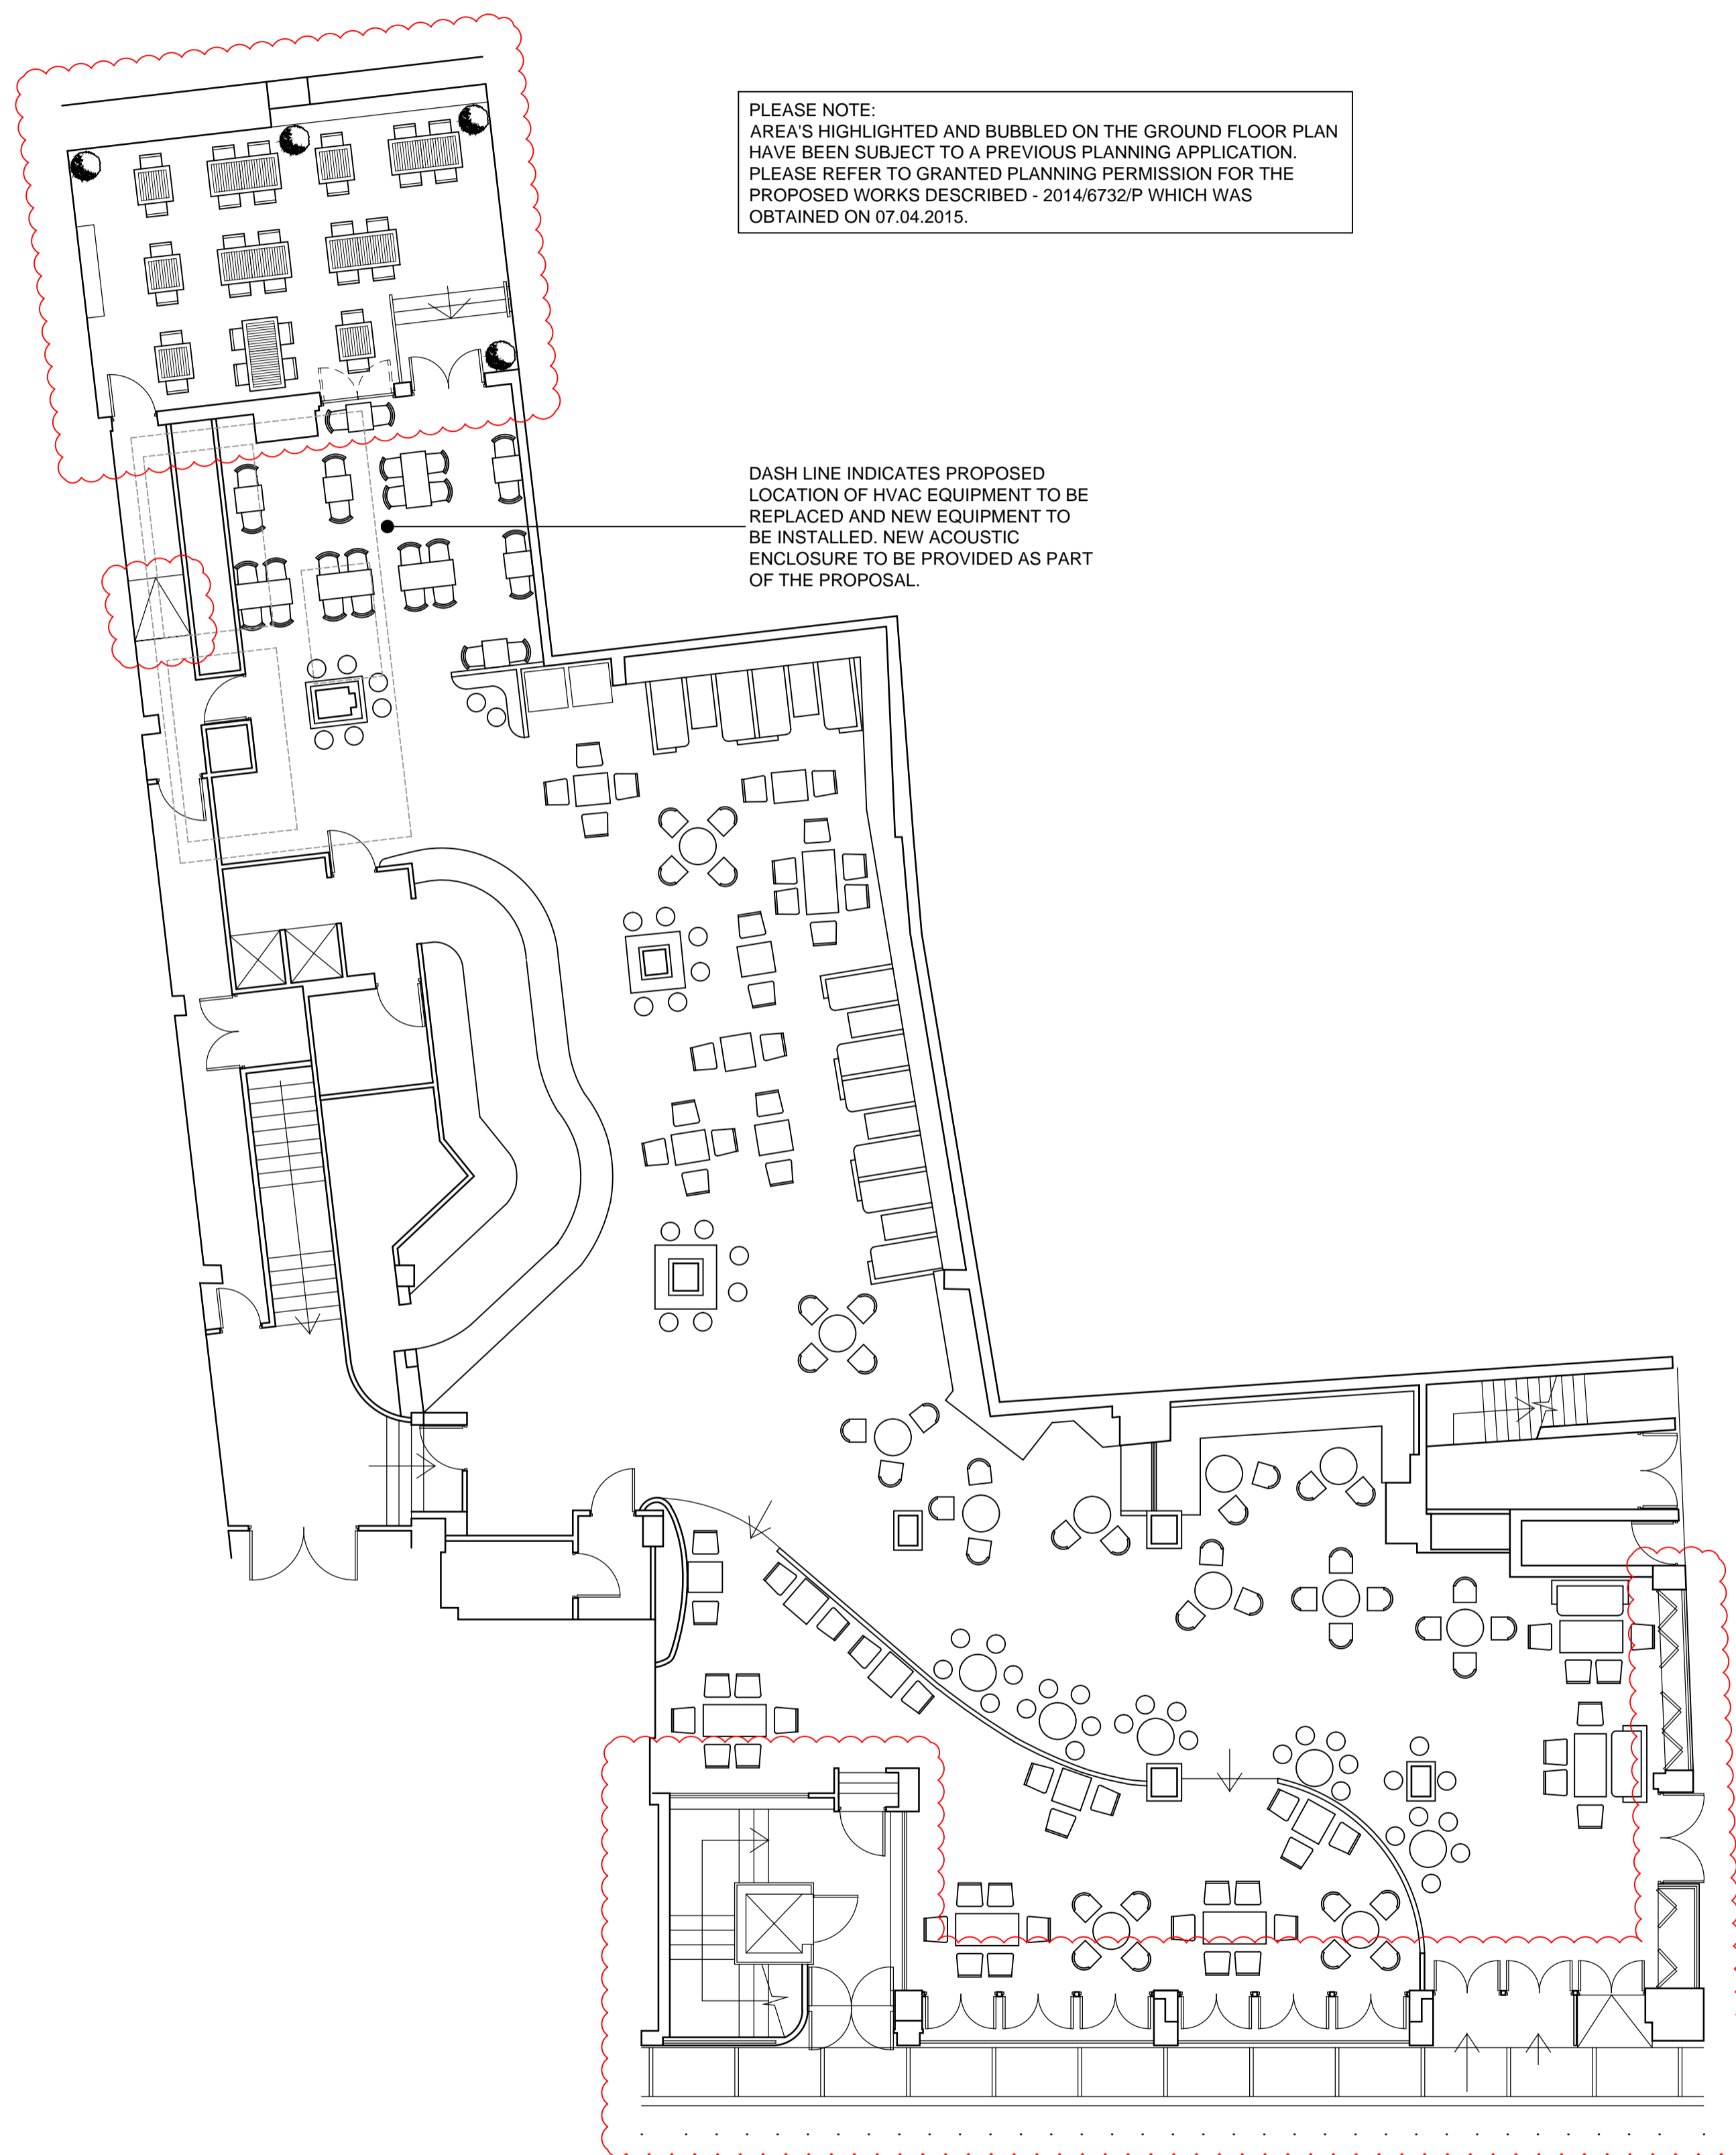 PLEASE NOTE:
AREA'S HIGHLIGHTED AND BUBBLED ON THE GROUND FLOOR PLAN
HAVE BEEN SUBJECT TO A PREVIOUS PLANNING APPLICATION.
PLEASE REFER TO GRANTED PLANNING PERMISSION FOR THE
PROPOSED WORKS DESCRIBED - 2014/6732/P WHICH WAS
OBTAINED ON 07.04.2015.
DASH LINE INDICATES PROPOSED
LOCATION OF HVAC EQUIPMENT TO BE
REPLACED AND NEW EQUIPMENT TO
BE INSTALLED. NEW ACOUSTIC
ENCLOSURE TO BE PROVIDED AS PART
OF THE PROPOSAL.